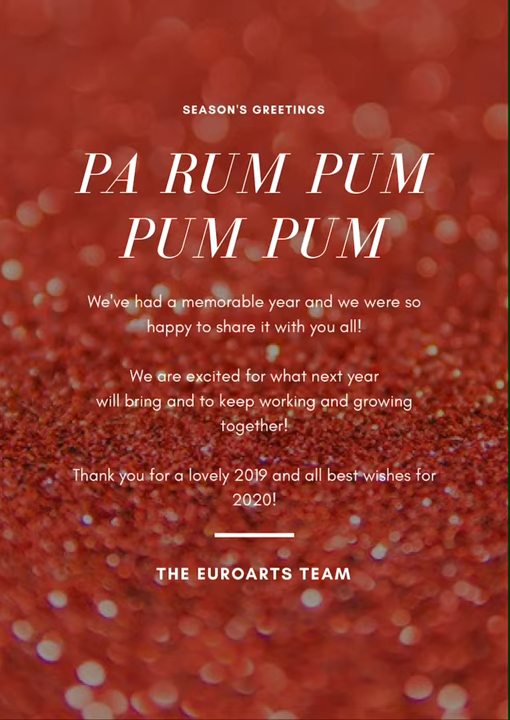 SEASON'S GREETINGS
PA RUM PUM
PUM PUM
We've had a memorable year and we were so
happy to share it with you all!
We are excited for what next year
will bring and to keep working and growing
together!
Thank you for a lovely 2019 and all best wishes for
2020!
THE EUROARTS TEAM